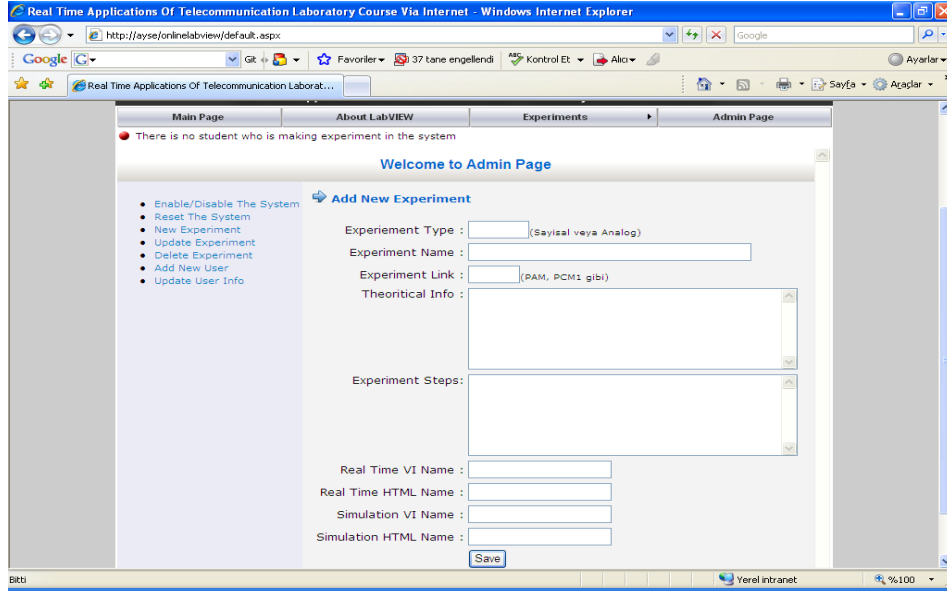 Real Time Applications Of Telecommunication Laboratory Course Via Internet - Windows Internet Explorer
http://ayse/onlinelabview/default.aspx
Google
Google G Git Favoriler 37 tane engellendi Kontrol Et Alıcı Ayarlar
Real Time Applications Of Telecommunication Laborat... Sayfa Araçlar
Main Page About LabVIEW Experiments Admin Page
There is no student who is making experiment in the system
Welcome to Admin Page
Enable/Disable The System
Reset The System
New Experiment
Update Experiment
Delete Experiment
Add New User
Update User Info
Add New Experiment
Experiement Type : (Sayisal veya Analog)
Experiment Name :
Experiment Link : (PAM, PCM1 gibi)
Theoritical Info :
Experiment Steps:
Real Time VI Name :
Real Time HTML Name :
Simulation VI Name :
Simulation HTML Name :
Save
Bitti Yerel intranet %100